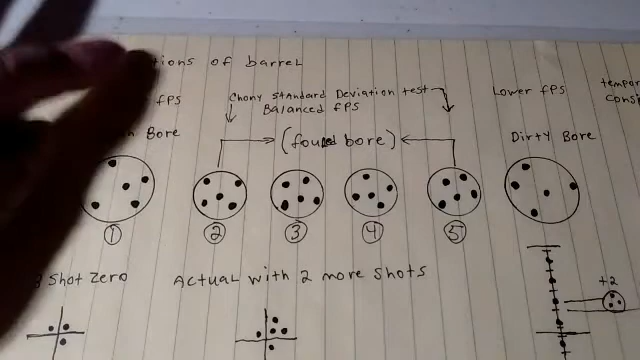 of barrel
fps Chony Standard Deviation test Lower fps
Balanced fps
Bore (fouled bore) Dirty Bore
1 2 3 4 5
Shot Zero Actual with 2 more shots +2